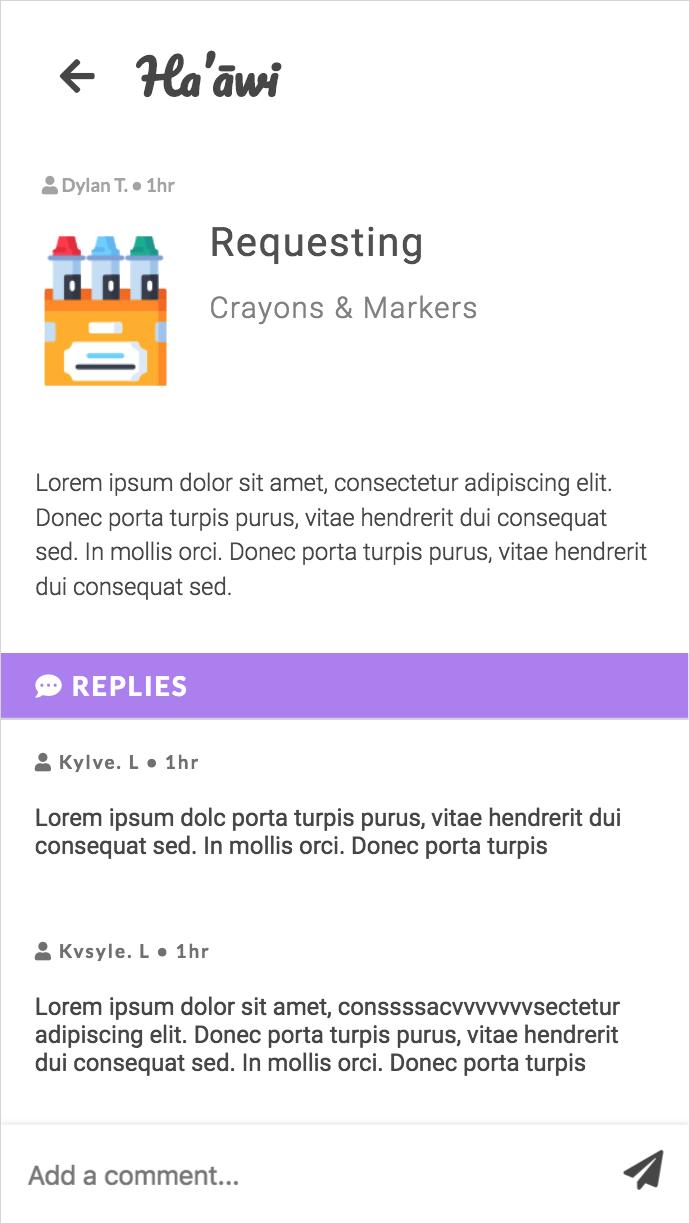 Ha'āwi
Dylan T. • 1hr
Requesting
Crayons & Markers
Lorem ipsum dolor sit amet, consectetur adipiscing elit.
Donec porta turpis purus, vitae hendrerit dui consequat
sed. In mollis orci. Donec porta turpis purus, vitae hendrerit
dui consequat sed.
REPLIES
Kylve. L • 1hr
Lorem ipsum dolc porta turpis purus, vitae hendrerit dui
consequat sed. In mollis orci. Donec porta turpis
Kvsyle. L • 1hr
Lorem ipsum dolor sit amet, conssssacvvvvvvvsectetur
adipiscing elit. Donec porta turpis purus, vitae hendrerit
dui consequat sed. In mollis orci. Donec porta turpis
Add a comment...